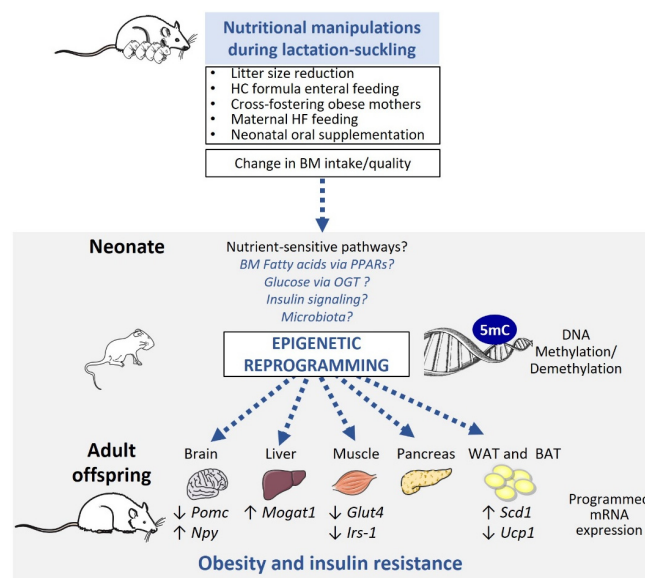 Nutritional manipulations
during lactation-suckling
• Litter size reduction
• HC formula enteral feeding
• Cross-fostering obese mothers
• Maternal HF feeding
• Neonatal oral supplementation
Change in BM intake/quality
Neonate
Nutrient-sensitive pathways?
BM Fatty acids via PPARs?
Glucose via OGT ?
Insulin signaling?
Microbiota?
EPIGENETIC
REPROGRAMMING
5mC
DNA
Methylation/
Demethylation
Adult
offspring
Brain Liver Muscle Pancreas WAT and BAT
↓ Pomc ↑ Mogat1 ↓ Glut4 ↑ Scd1
↑ Npy ↓ Irs-1 ↓ Ucp1
Programmed
mRNA
expression
Obesity and insulin resistance